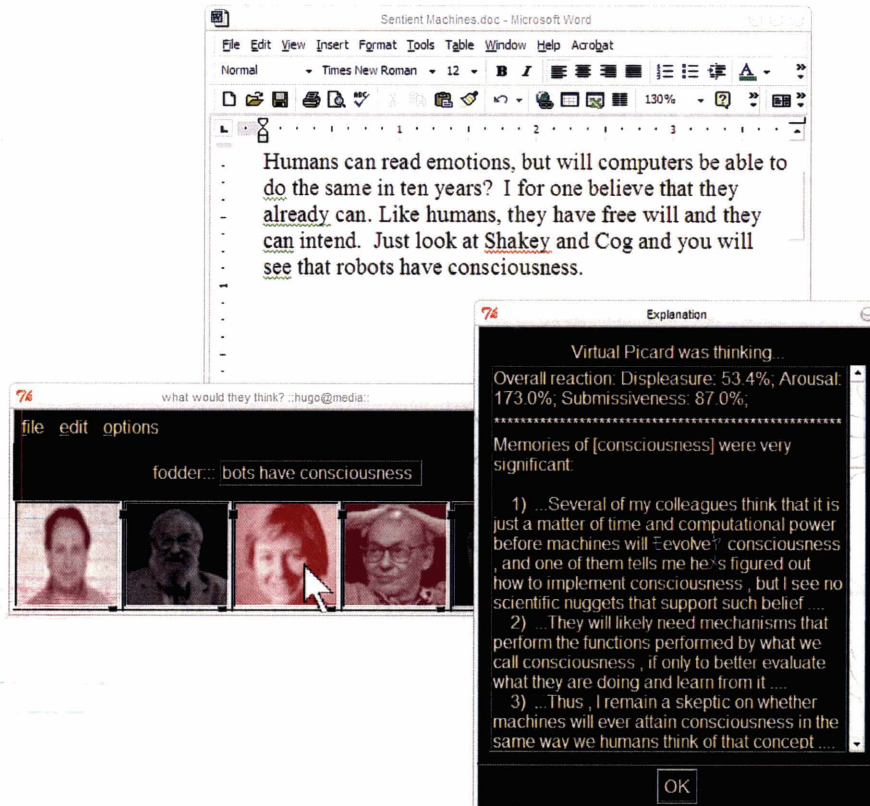 Sentient Machines.doc - Microsoft Word
File Edit View Insert Format Tools Table Window Help Acrobat
Normal Times New Roman 12 B I A »
ABC 130% »
L 1 2 3
Humans can read emotions, but will computers be able to
do the same in ten years? I for one believe that they
already can. Like humans, they have free will and they
can intend. Just look at Shakey and Cog and you will
see that robots have consciousness.
what would they think? ::hugo@media::
file edit options
fodder::: bots have consciousness
Explanation
Virtual Picard was thinking...
Overall reaction: Displeasure: 53.4%; Arousal:
173.0%; Submissiveness: 87.0%;
****************************************************
Memories of [consciousness] were very
significant:
1) ...Several of my colleagues think that it is
just a matter of time and computational power
before machines will evolve consciousness
, and one of them tells me he's figured out
how to implement consciousness , but I see no
scientific nuggets that support such belief ....
2) ...They will likely need mechanisms that
perform the functions performed by what we
call consciousness , if only to better evaluate
what they are doing and learn from it ....
3) ...Thus , I remain a skeptic on whether
machines will ever attain consciousness in the
same way we humans think of that concept ....
OK